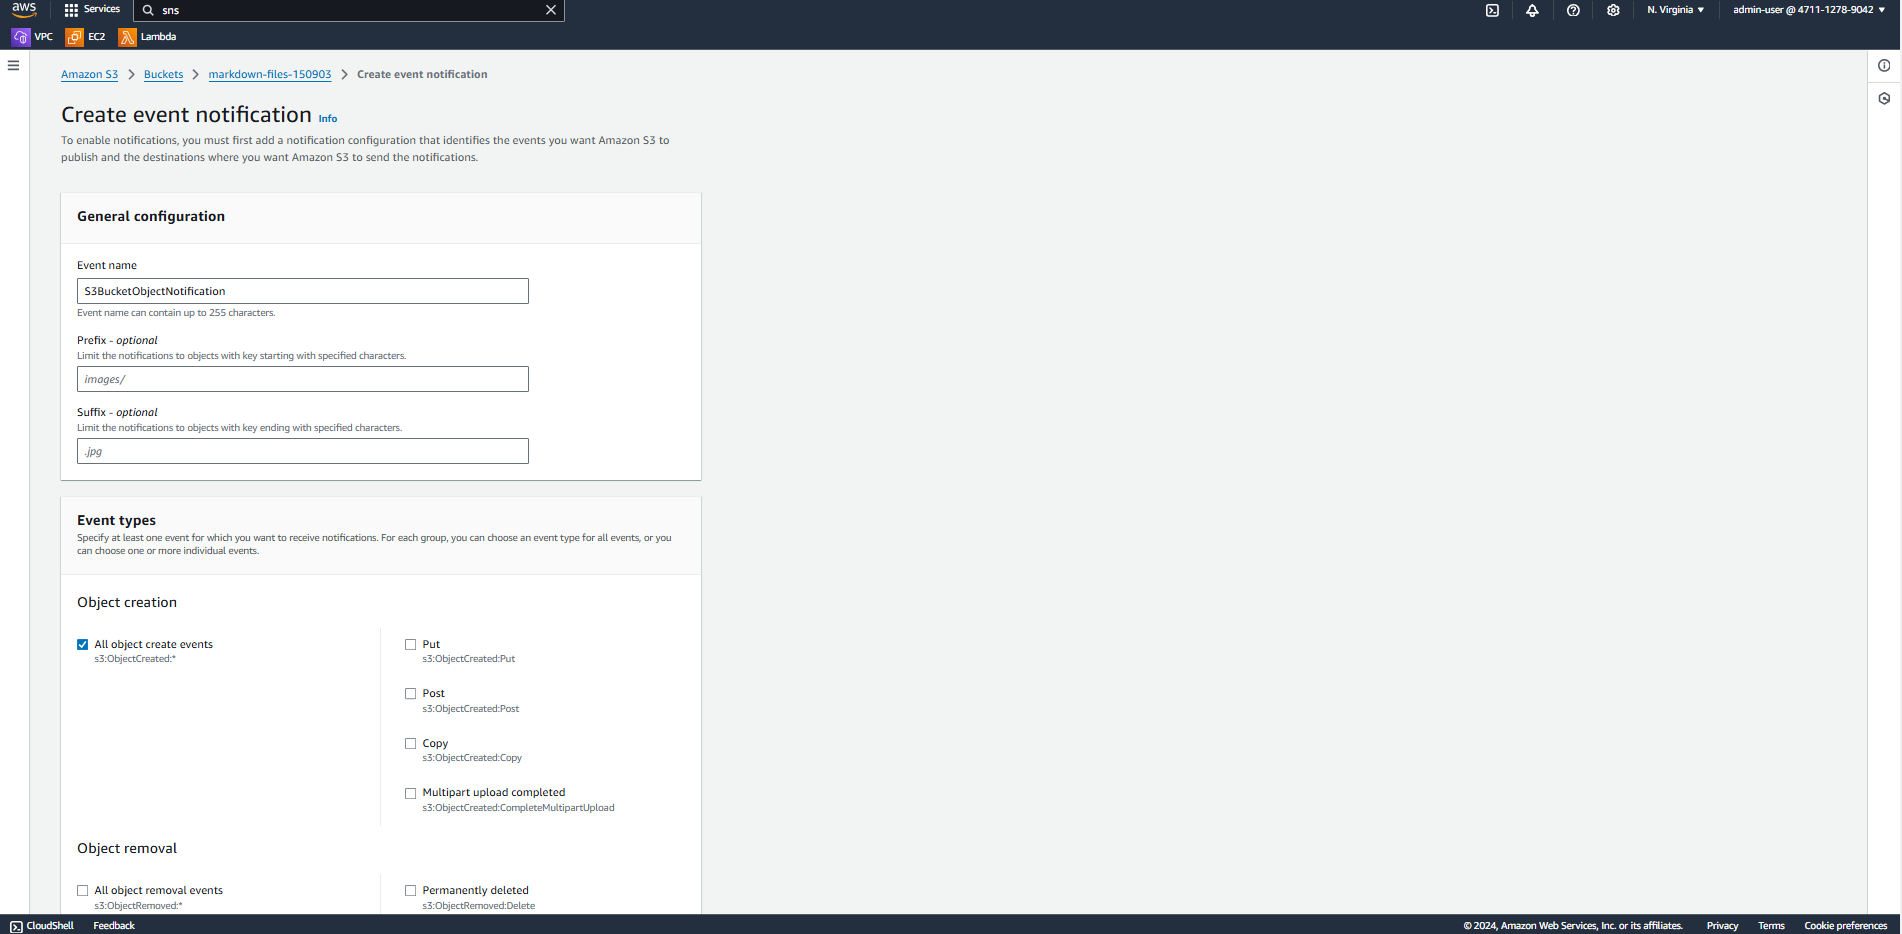 aws
Services
sns
N. Virginia ▼
admin-user @ 4711-1278-9042 ▼
VPC
EC2
Lambda
Amazon S3 > Buckets > markdown-files-150903 > Create event notification
Create event notification Info
To enable notifications, you must first add a notification configuration that identifies the events you want Amazon S3 to
publish and the destinations where you want Amazon S3 to send the notifications.
General configuration
Event name
S3BucketObjectNotification
Event name can contain up to 255 characters.
Prefix - optional
Limit the notifications to objects with key starting with specified characters.
images/
Suffix - optional
Limit the notifications to objects with key ending with specified characters.
.jpg
Event types
Specify at least one event for which you want to receive notifications. For each group, you can choose an event type for all events, or you
can choose one or more individual events.
Object creation
All object create events
s3:ObjectCreated:*
Put
s3:ObjectCreated:Put
Post
s3:ObjectCreated:Post
Copy
s3:ObjectCreated:Copy
Multipart upload completed
s3:ObjectCreated:CompleteMultipartUpload
Object removal
All object removal events
s3:ObjectRemoved:*
Permanently deleted
s3:ObjectRemoved:Delete
CloudShell
Feedback
© 2024, Amazon Web Services, Inc. or its affiliates.
Privacy
Terms
Cookie preferences